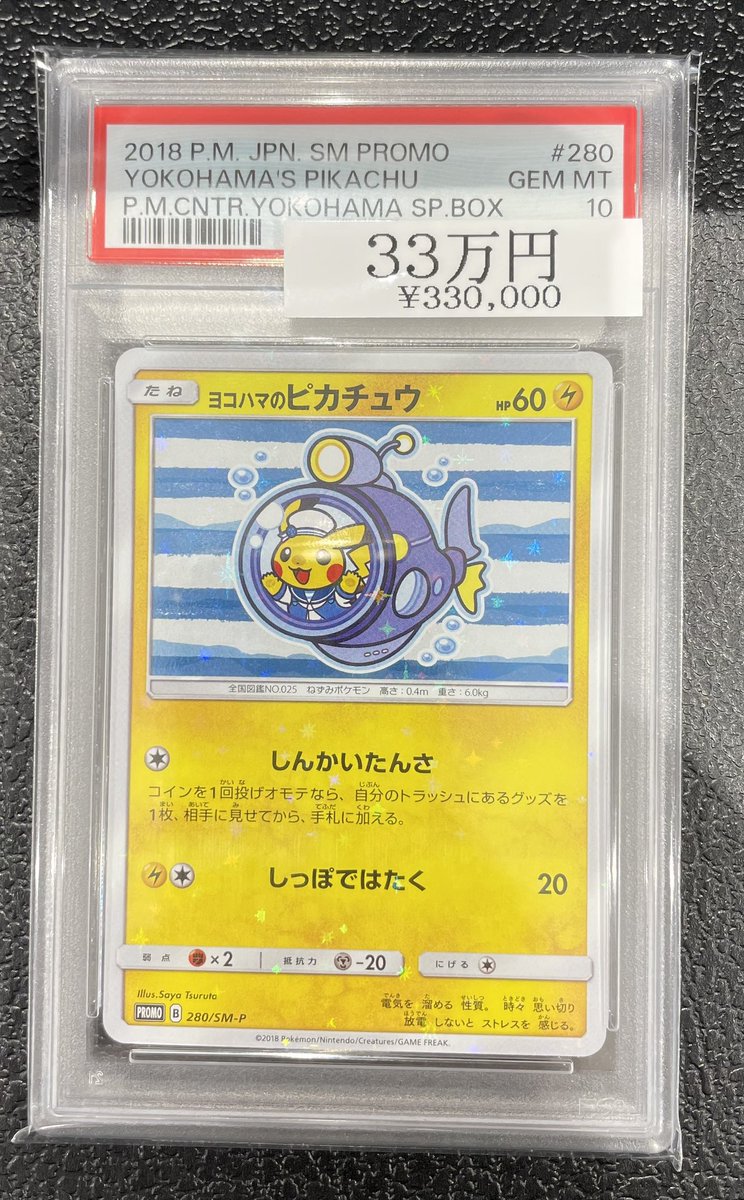 2018 P.M. JPN. SM PROMO #280
YOKOHAMA'S PIKACHU GEM MT
P.M.CNTR.YOKOHAMA SP.BOX 10
33万円
¥330,000
たね ヨコハマのピカチュウ HP60
全国図鑑NO.025 ねずみポケモン 高さ:0.4m 重さ:6.0kg
しんかいたんさ
コインを1回投げオモテなら、自分のトラッシュにあるグッズを
1枚、相手に見せてから、手札に加える。
しっぽではたく 20
弱点 ×2 抵抗力 -20 にげる
Illus.Saya Tsuruta
電気を 溜める 性質。 時々 思い切り
放電 しないと ストレスを 感じる。
PROMO B 280/SM-P
©2018 Pokémon/Nintendo/Creatures/GAME FREAK.